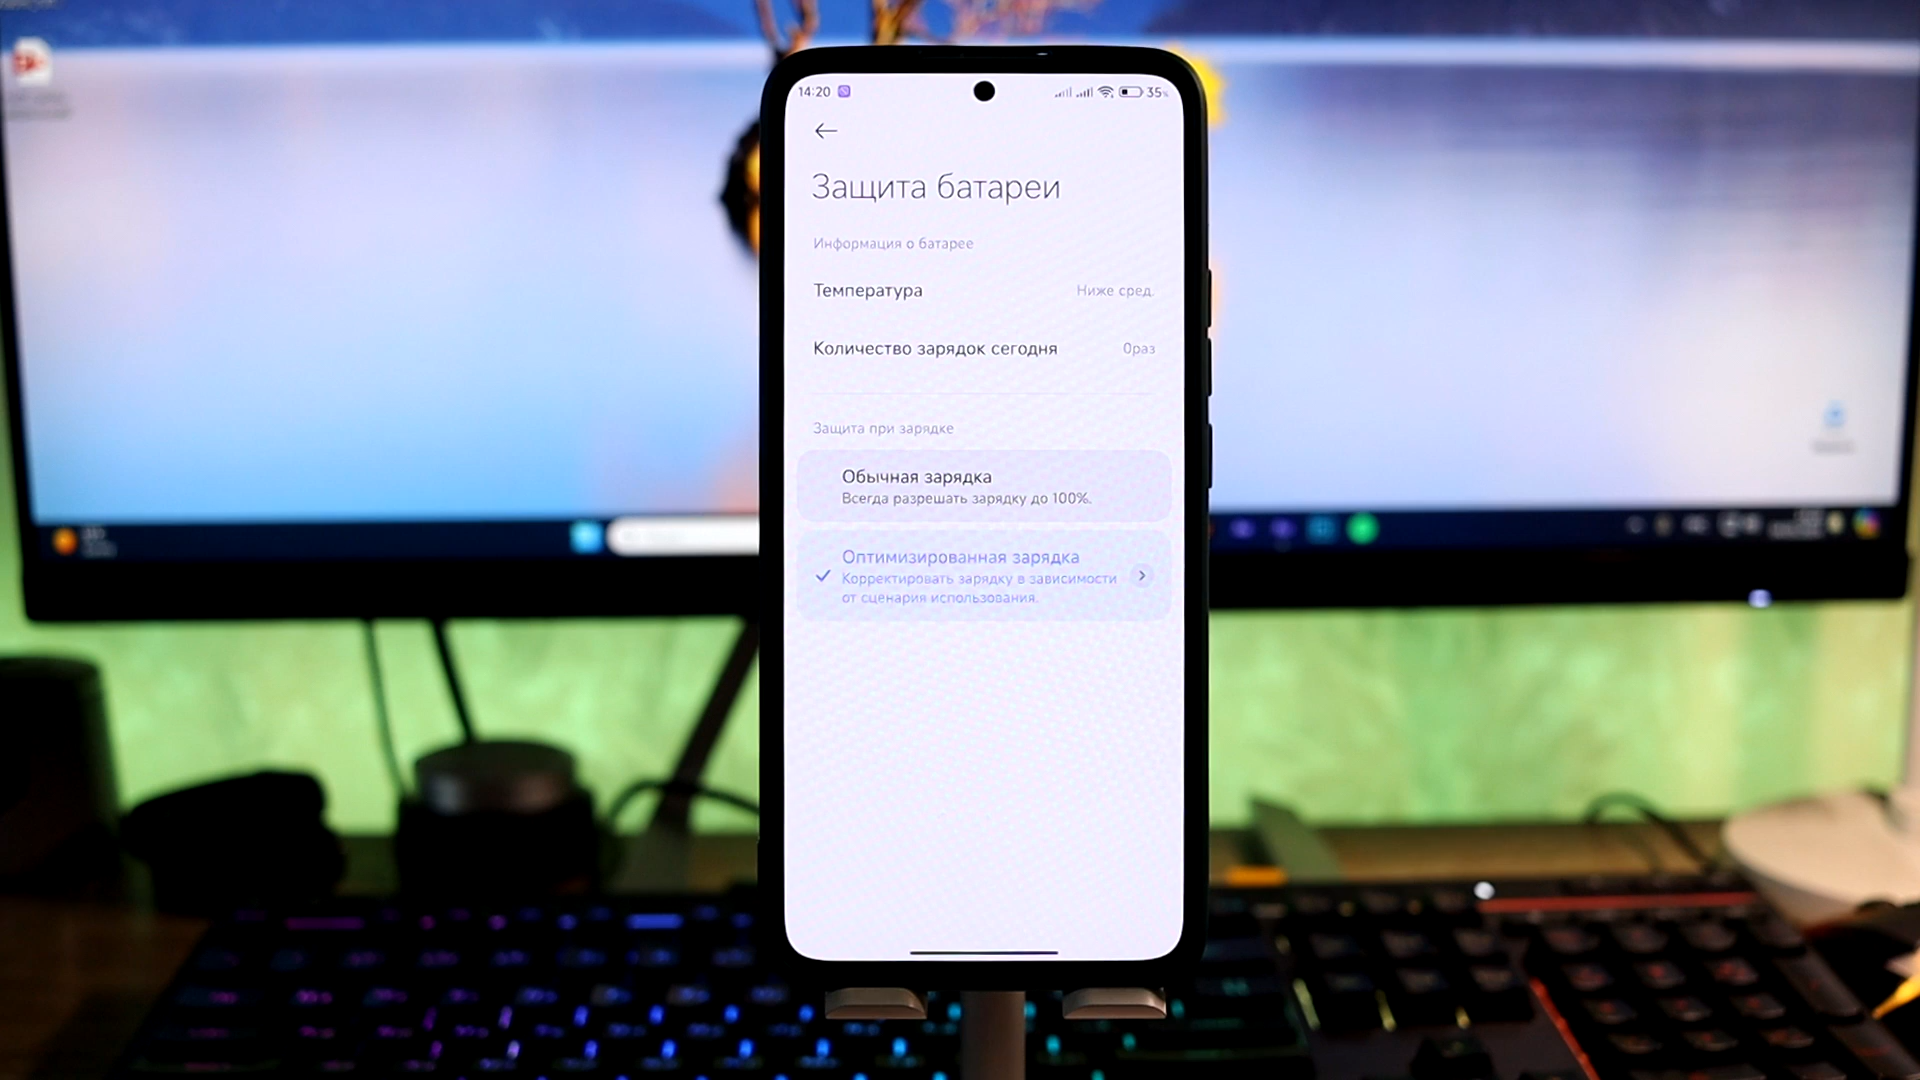 14:20 35%
Защита батареи
Информация о батарее
Температура Ниже сред.
Количество зарядок сегодня 0раз
Защита при зарядке
Обычная зарядка
Всегда разрешать зарядку до 100%.
Оптимизированная зарядка
Корректировать зарядку в зависимости
от сценария использования.